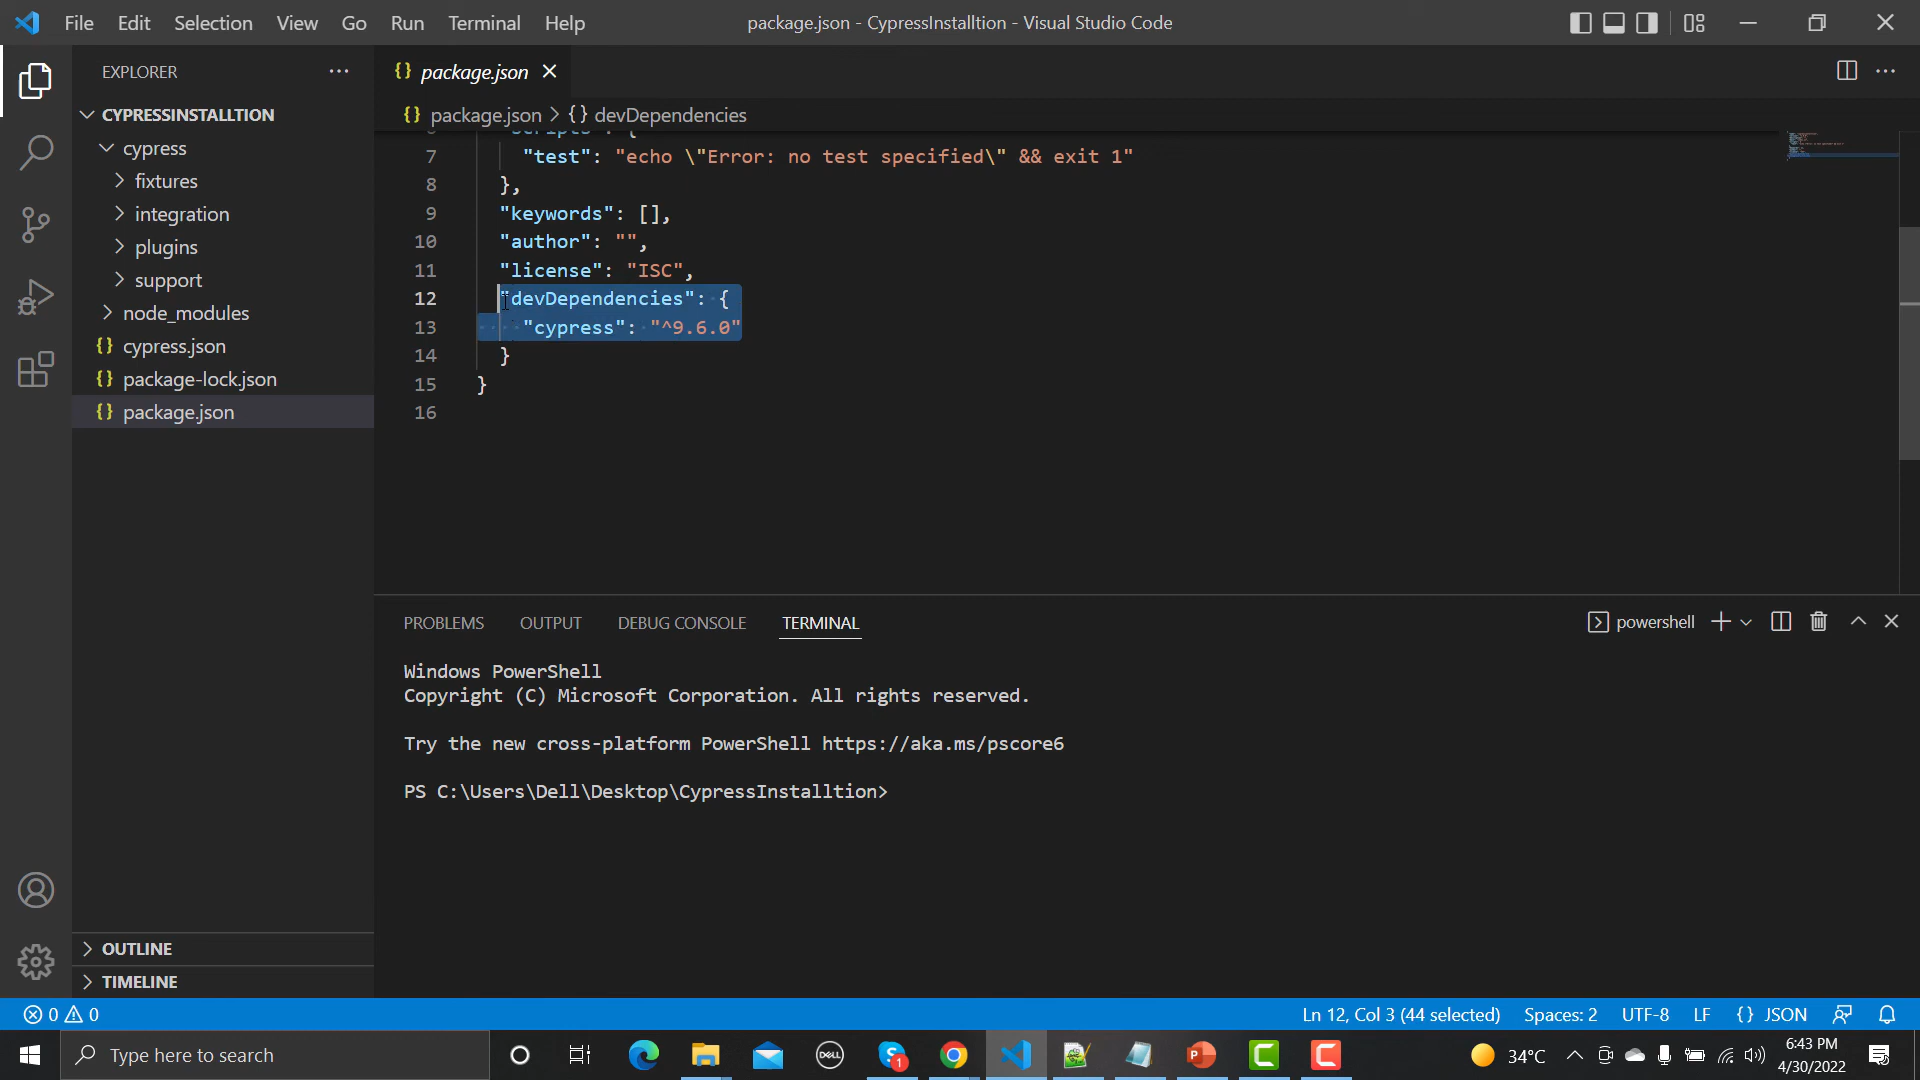 File Edit Selection View Go Run Terminal Help
package.json - CypressInstalltion - Visual Studio Code
EXPLORER
CYPRESSINSTALLTION
cypress
fixtures
integration
plugins
support
node_modules
cypress.json
package-lock.json
package.json
OUTLINE
TIMELINE
package.json
package.json > devDependencies
7 "test": "echo \"Error: no test specified\" && exit 1"
8 },
9 "keywords": [],
10 "author": "",
11 "license": "ISC",
12 "devDependencies": {
13 "cypress": "^9.6.0"
14 }
15 }
16
PROBLEMS OUTPUT DEBUG CONSOLE TERMINAL
powershell
Windows PowerShell
Copyright (C) Microsoft Corporation. All rights reserved.
Try the new cross-platform PowerShell https://aka.ms/pscore6
PS C:\Users\Dell\Desktop\CypressInstalltion>
0 0
Ln 12, Col 3 (44 selected) Spaces: 2 UTF-8 LF {} JSON
Type here to search
DELL
1
34°C
6:43 PM
4/30/2022